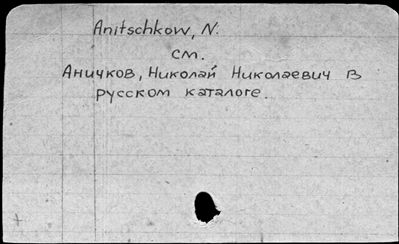 Anitschkow, N.
см.
Аничков, Николай Николаевич в
русском каталоге.